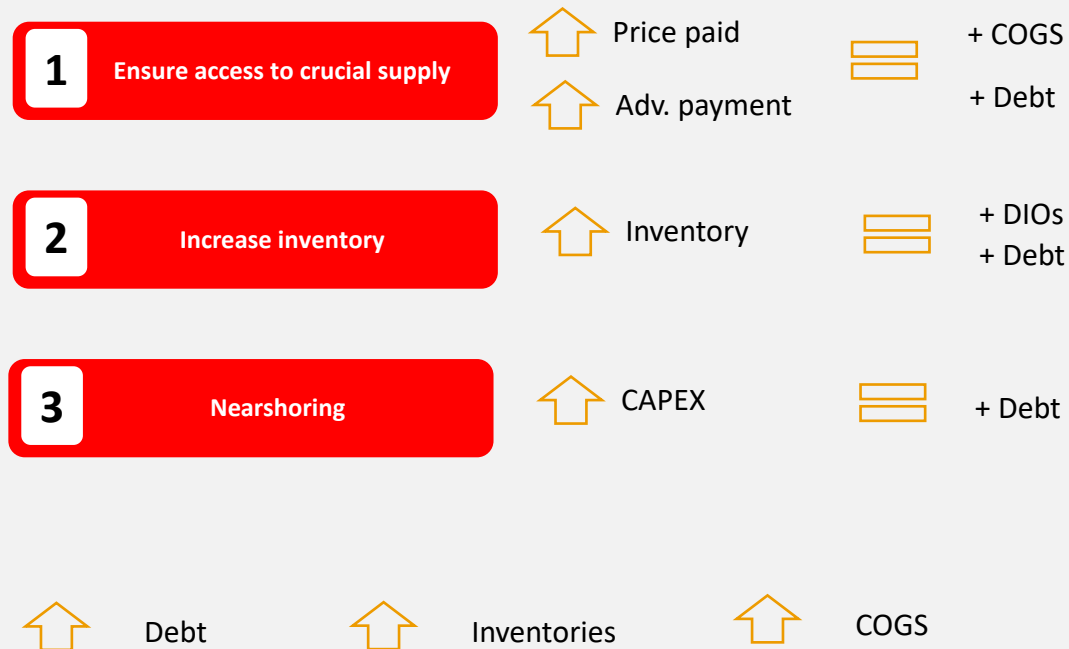 1
Ensure access to crucial supply
Price paid
Adv. payment
+ COGS
+ Debt
2
Increase inventory
Inventory
+ DIOs
+ Debt
3
Nearshoring
CAPEX
+ Debt
Debt
Inventories
COGS